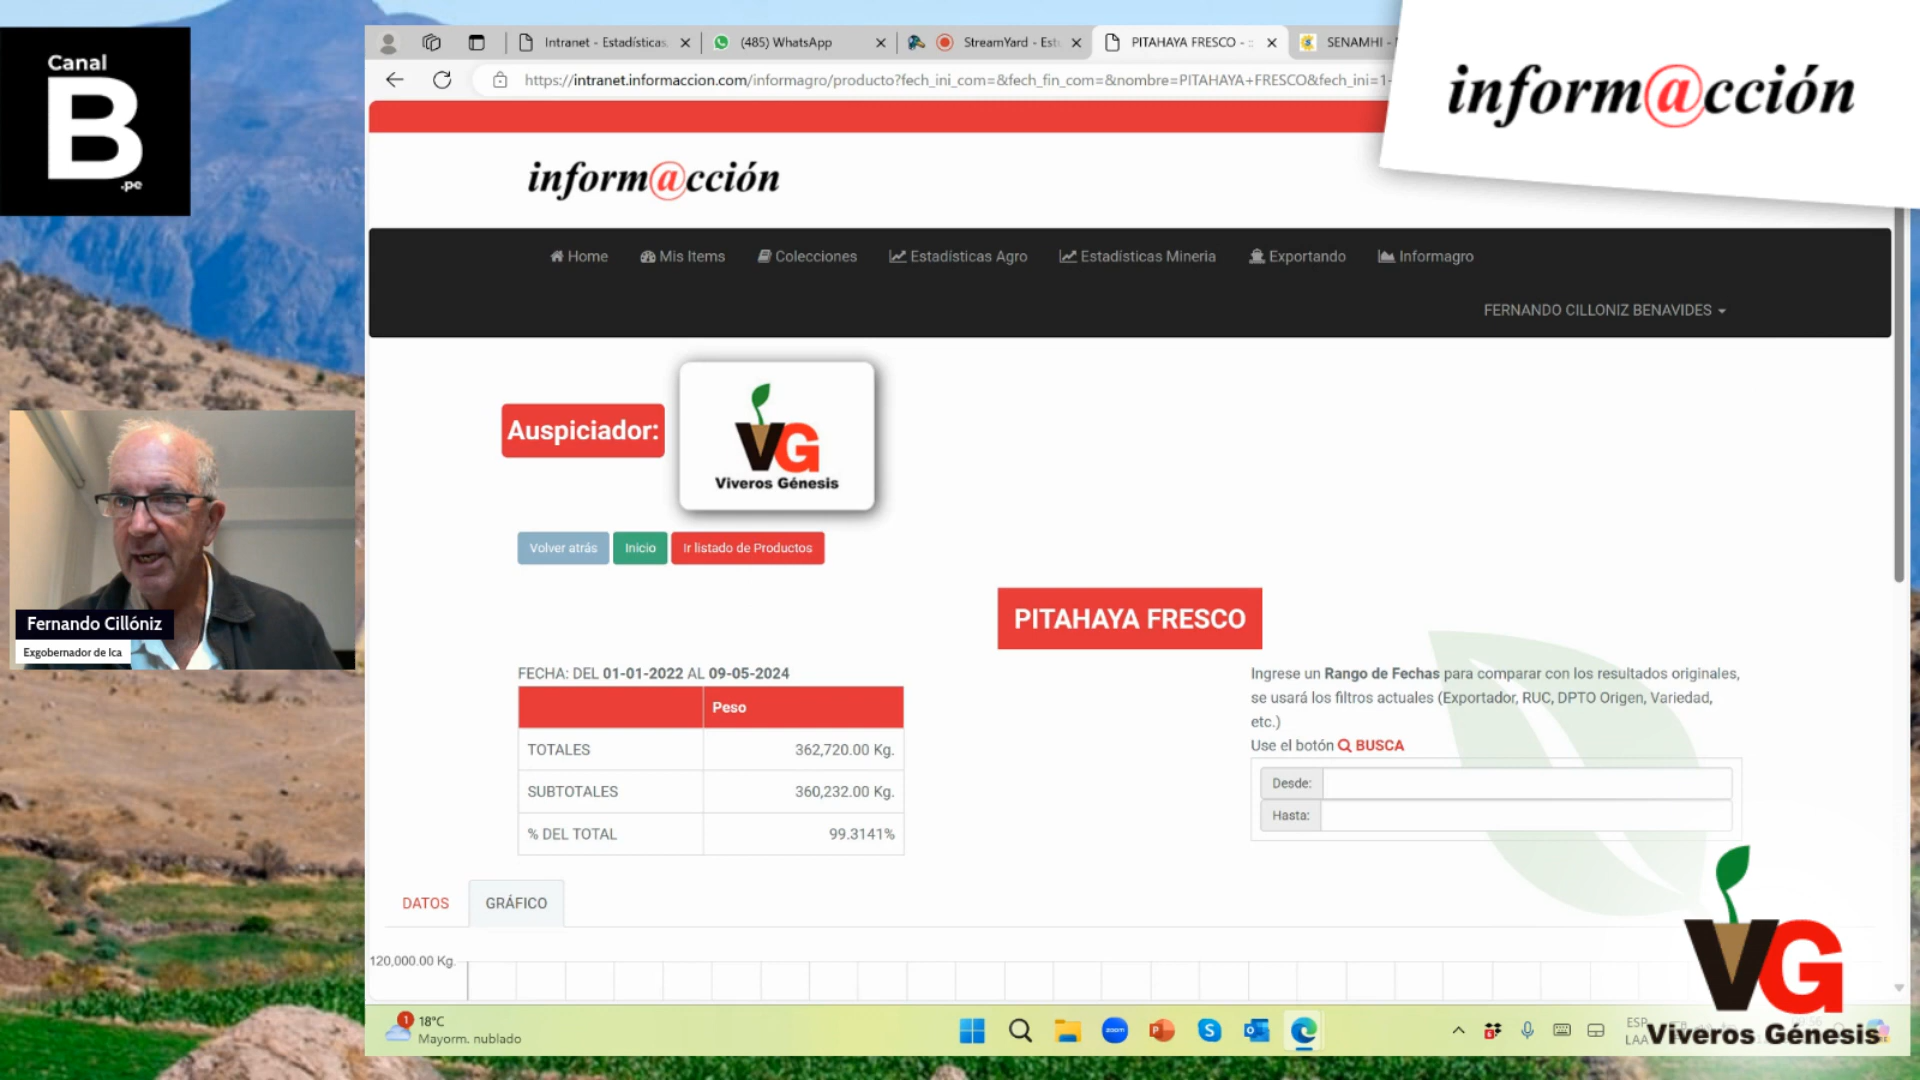 Canal
B
.pe
Intranet - Estadísticas
(485) WhatsApp
StreamYard - Est
PITAHAYA FRESCO - ::
SENAMHI -
https://intranet.informaccion.com/informagro/producto?fech_ini_com=&fech_fin_com=&nombre=PITAHAYA+FRESCO&fech_ini=1-
inform@cción
inform@cción
Home
Mis Items
Colecciones
Estadísticas Agro
Estadísticas Mineria
Exportando
Informagro
FERNANDO CILLONIZ BENAVIDES
Auspiciador:
VG
Viveros Génesis
Volver atrás
Inicio
Ir listado de Productos
PITAHAYA FRESCO
FECHA: DEL 01-01-2022 AL 09-05-2024
Peso
TOTALES 362,720.00 Kg.
SUBTOTALES 360,232.00 Kg.
% DEL TOTAL 99.3141%
Ingrese un Rango de Fechas para comparar con los resultados originales,
se usará los filtros actuales (Exportador, RUC, DPTO Origen, Variedad,
etc.)
Use el botón BUSCA
Desde:
Hasta:
DATOS
GRÁFICO
120,000.00 Kg.
Fernando Cillóniz
Exgobernador de Ica
1
18°C
Mayorm. nublado
zoom
ESP
LAA
VG
Viveros Génesis